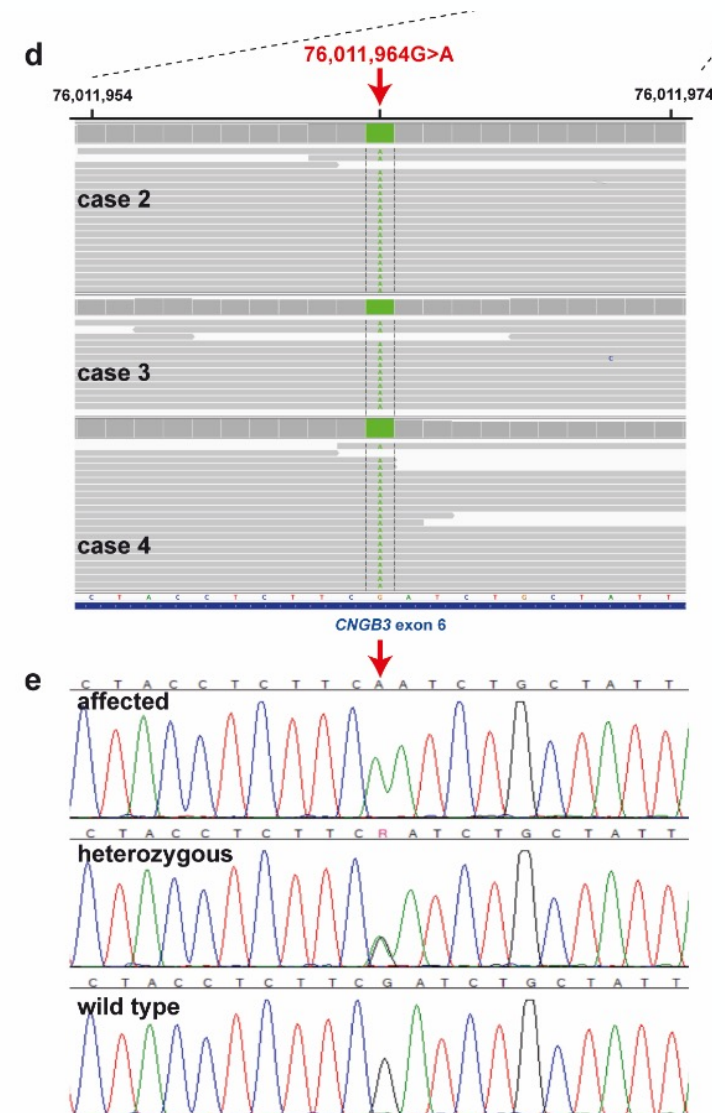 d
76,011,964G>A
76,011,954
76,011,974
case 2
case 3
C
case 4
C T A C C T C T T C G A T C T G C T A T T
CNGB3 exon 6
e
C T A C C T C T T C A A T C T G C T A T T
affected
C T A C C T C T T C R A T C T G C T A T T
heterozygous
C T A C C T C T T C G A T C T G C T A T T
wild type